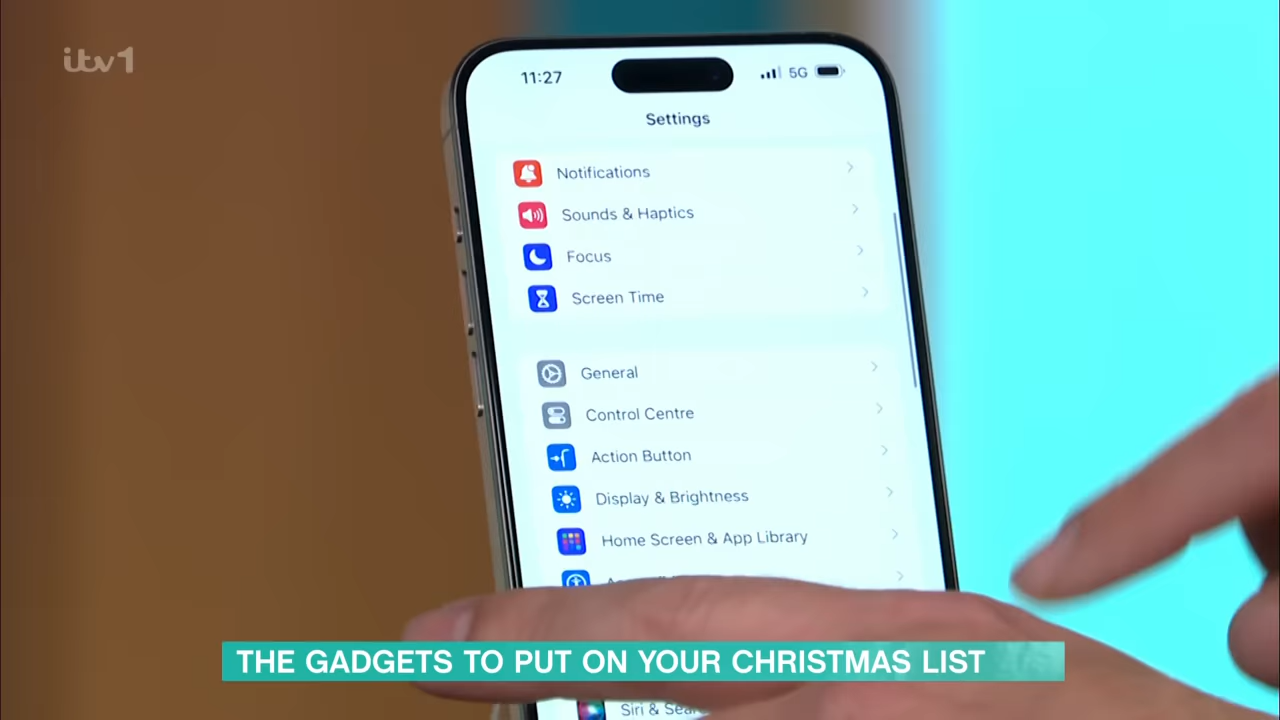 itv1
11:27
5G
Settings
Notifications
Sounds & Haptics
Focus
Screen Time
General
Control Centre
Action Button
Display & Brightness
Home Screen & App Library
THE GADGETS TO PUT ON YOUR CHRISTMAS LIST
Siri &